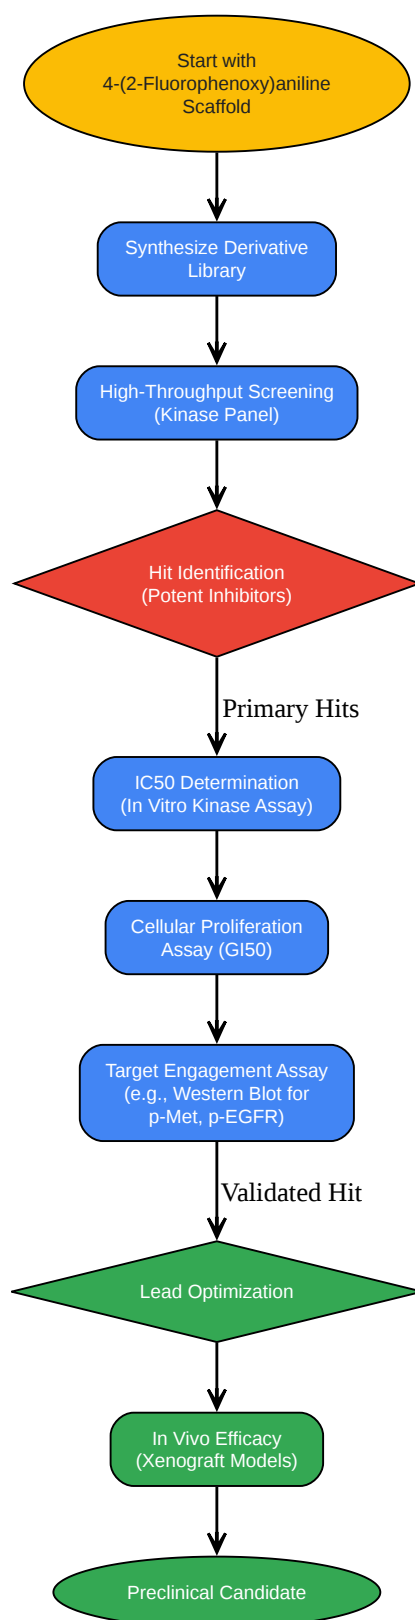 Start with
4-(2-Fluorophenoxy)aniline
Scaffold
Synthesize Derivative
Library
High-Throughput Screening
(Kinase Panel)
Hit Identification
(Potent Inhibitors)
Primary Hits
IC50 Determination
(In Vitro Kinase Assay)
Cellular Proliferation
Assay (GI50)
Target Engagement Assay
(e.g., Western Blot for
p-Met, p-EGFR)
Validated Hit
Lead Optimization
In Vivo Efficacy
(Xenograft Models)
Preclinical Candidate